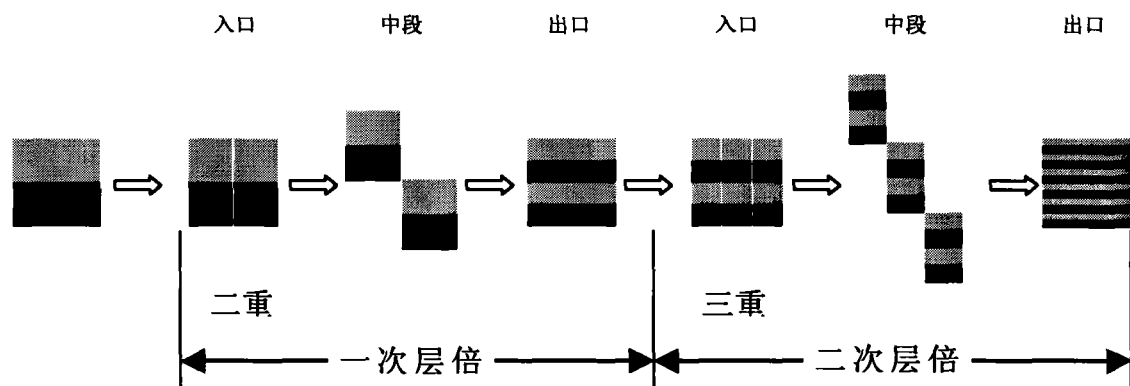 入口 中段 出口 入口 中段 出口
二重 三重
一次层倍 二次层倍